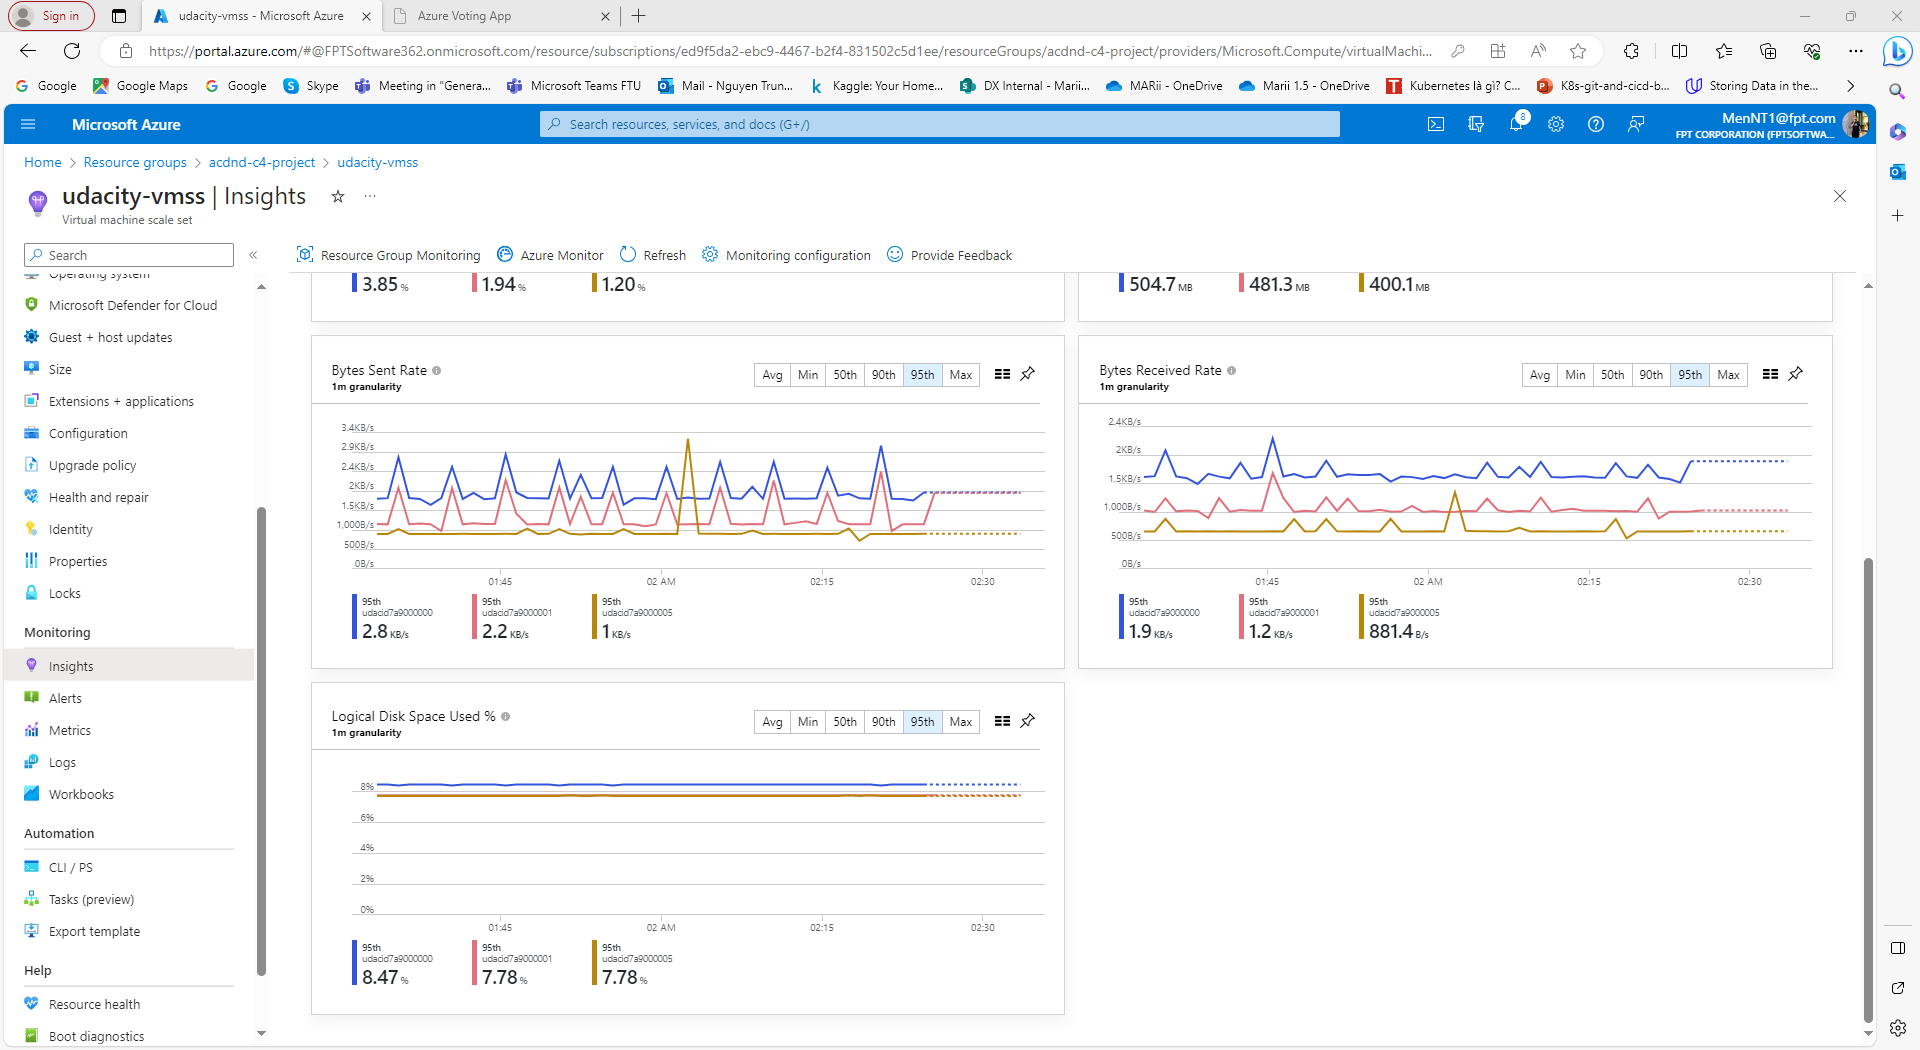 Sign in
udacity-vmss - Microsoft Azure
Azure Voting App
https://portal.azure.com/#@FPTSoftware362.onmicrosoft.com/resource/subscriptions/ed9f5da2-ebc9-4467-b2f4-831502c5d1ee/resourceGroups/acdnd-c4-project/providers/Microsoft.Compute/virtualMachi...
Google
Google Maps
Google
Skype
Meeting in "Genera...
Microsoft Teams FTU
Mail - Nguyen Trun...
Kaggle: Your Home...
DX Internal - Marii...
MARii - OneDrive
Marii 1.5 - OneDrive
Kubernetes là gì? C...
K8s-git-and-cicd-b...
Storing Data in the...
Microsoft Azure
Search resources, services, and docs (G+/)
8
MenNT1@fpt.com
FPT CORPORATION (FPTSOFTWA...
Home > Resource groups > acdnd-c4-project > udacity-vmss
udacity-vmss | Insights
Virtual machine scale set
Search
Resource Group Monitoring
Azure Monitor
Refresh
Monitoring configuration
Provide Feedback
Operating system
Microsoft Defender for Cloud
Guest + host updates
Size
Extensions + applications
Configuration
Upgrade policy
Health and repair
Identity
Properties
Locks
Monitoring
Insights
Alerts
Metrics
Logs
Workbooks
Automation
CLI / PS
Tasks (preview)
Export template
Help
Resource health
Boot diagnostics
3.85 %
1.94 %
1.20 %
504.7 MB
481.3 MB
400.1 MB
Bytes Sent Rate
1m granularity
Avg Min 50th 90th 95th Max
3.4KB/s
2.9KB/s
2.4KB/s
2KB/s
1.5KB/s
1,000B/s
500B/s
0B/s
01:45 02 AM 02:15 02:30
95th 95th 95th
udacid7a9000000 udacid7a9000001 udacid7a9000005
2.8 KB/s 2.2 KB/s 1 KB/s
Bytes Received Rate
1m granularity
Avg Min 50th 90th 95th Max
2.4KB/s
2KB/s
1.5KB/s
1,000B/s
500B/s
0B/s
01:45 02 AM 02:15 02:30
95th 95th 95th
udacid7a9000000 udacid7a9000001 udacid7a9000005
1.9 KB/s 1.2 KB/s 881.4 B/s
Logical Disk Space Used %
1m granularity
Avg Min 50th 90th 95th Max
8%
6%
4%
2%
0%
01:45 02 AM 02:15 02:30
95th 95th 95th
udacid7a9000000 udacid7a9000001 udacid7a9000005
8.47 % 7.78 % 7.78 %